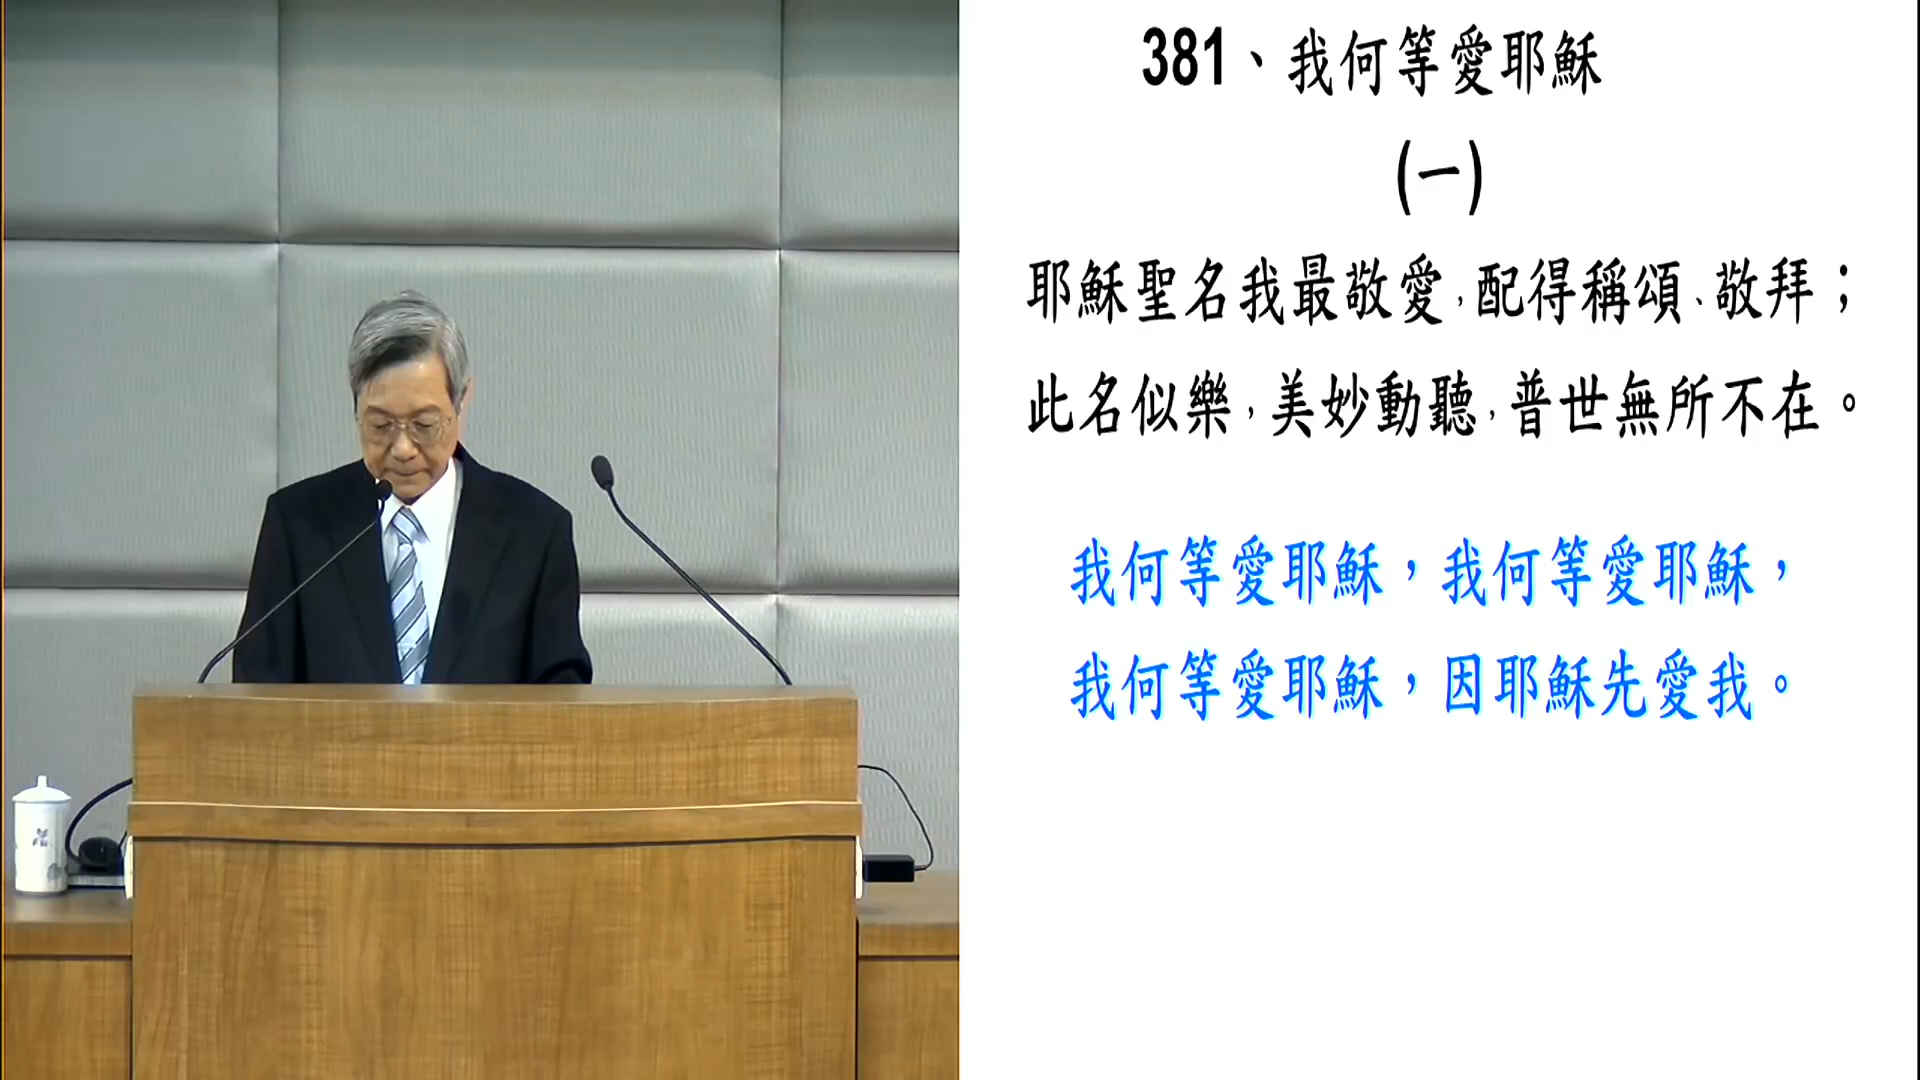 381、我何等愛耶穌
(一)
耶穌聖名我最敬愛,配得稱頌、敬拜；
此名似樂,美妙動聽,普世無所不在。
我何等愛耶穌，我何等愛耶穌，
我何等愛耶穌，因耶穌先愛我。